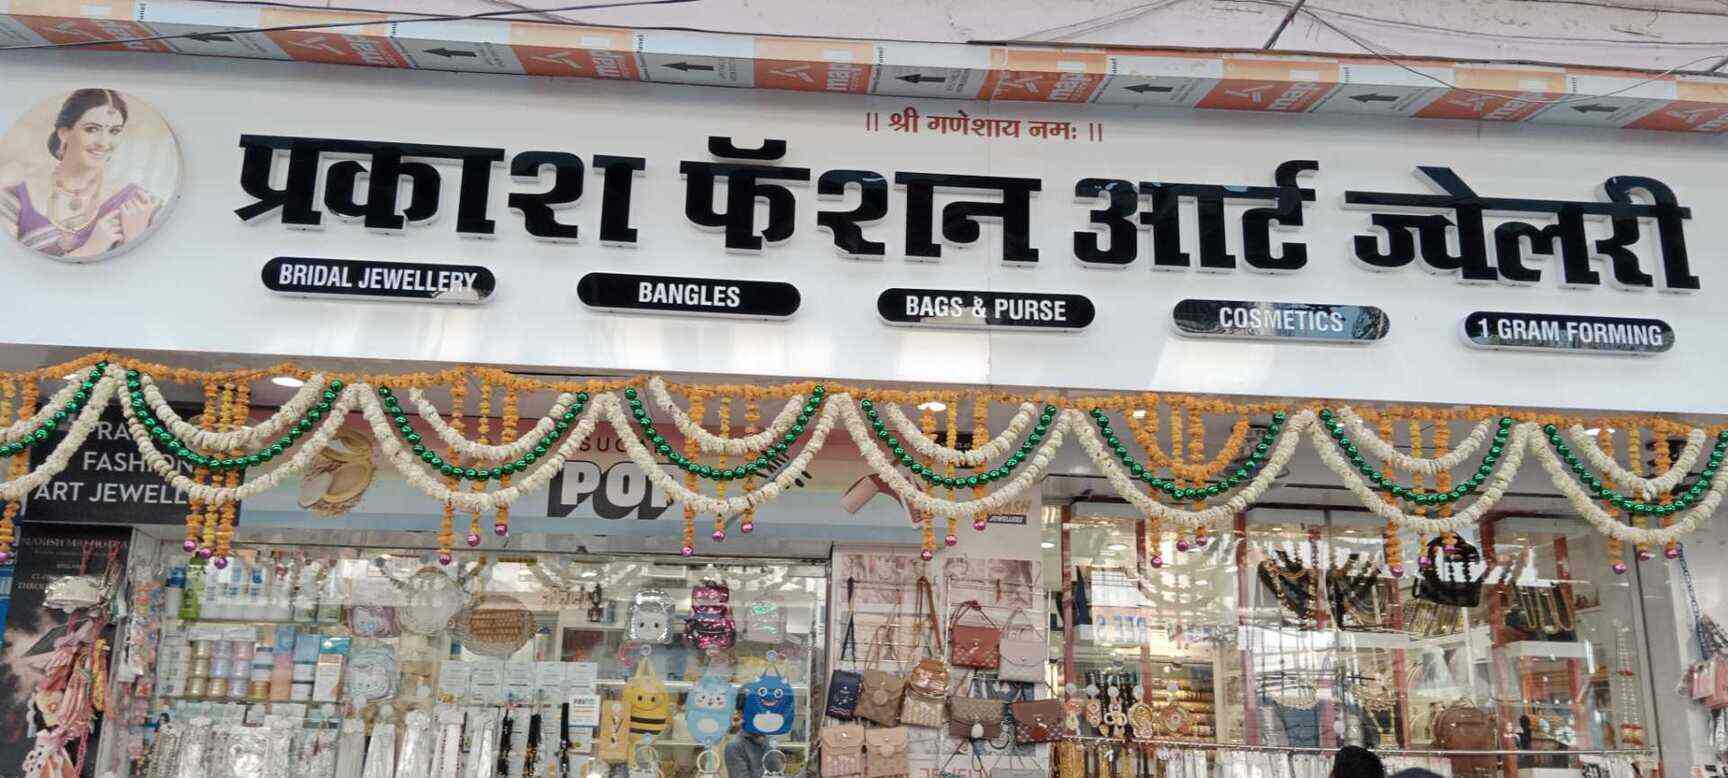 || श्री गणेशाय नमः ||
प्रकाश फॅशन आर्ट ज्वेलरी
BRIDAL JEWELLERY
BANGLES
BAGS & PURSE
COSMETICS
1 GRAM FORMING
FASHION
ART JEWELL
POP